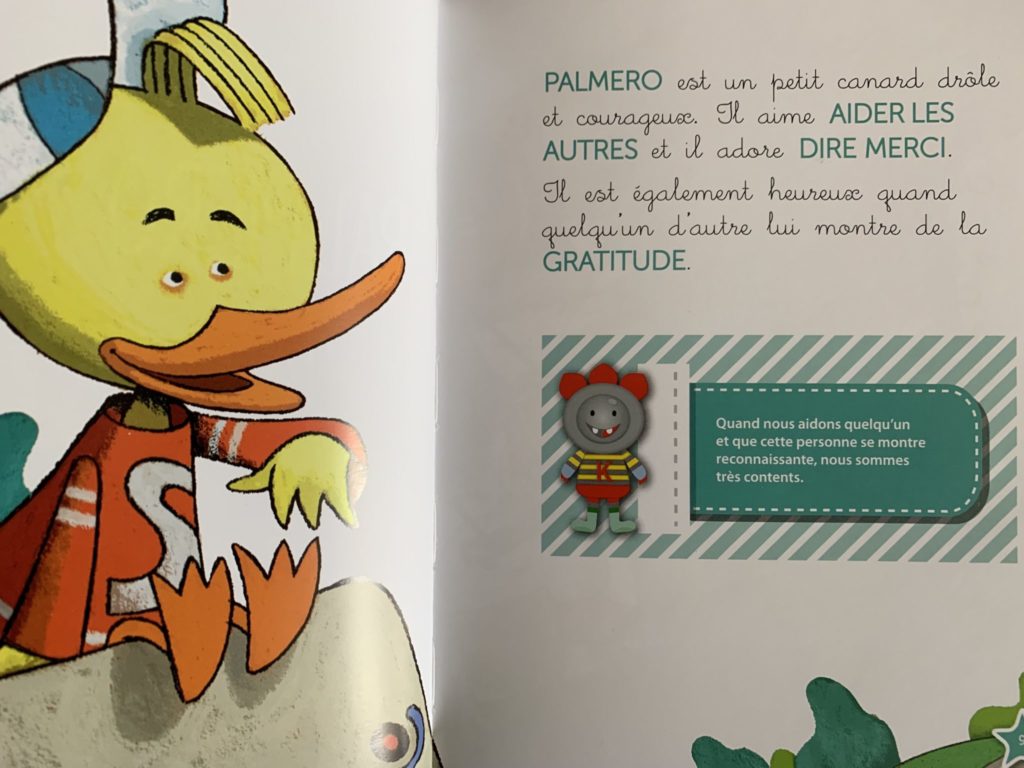 PALMERO est un petit canard drôle
et courageux. Il aime AIDER LES
AUTRES et il adore DIRE MERCI.
Il est également heureux quand
quelqu'un d'autre lui montre de la
GRATITUDE.
K
Quand nous aidons quelqu'un
et que cette personne se montre
reconnaissante, nous sommes
très contents.
S
9